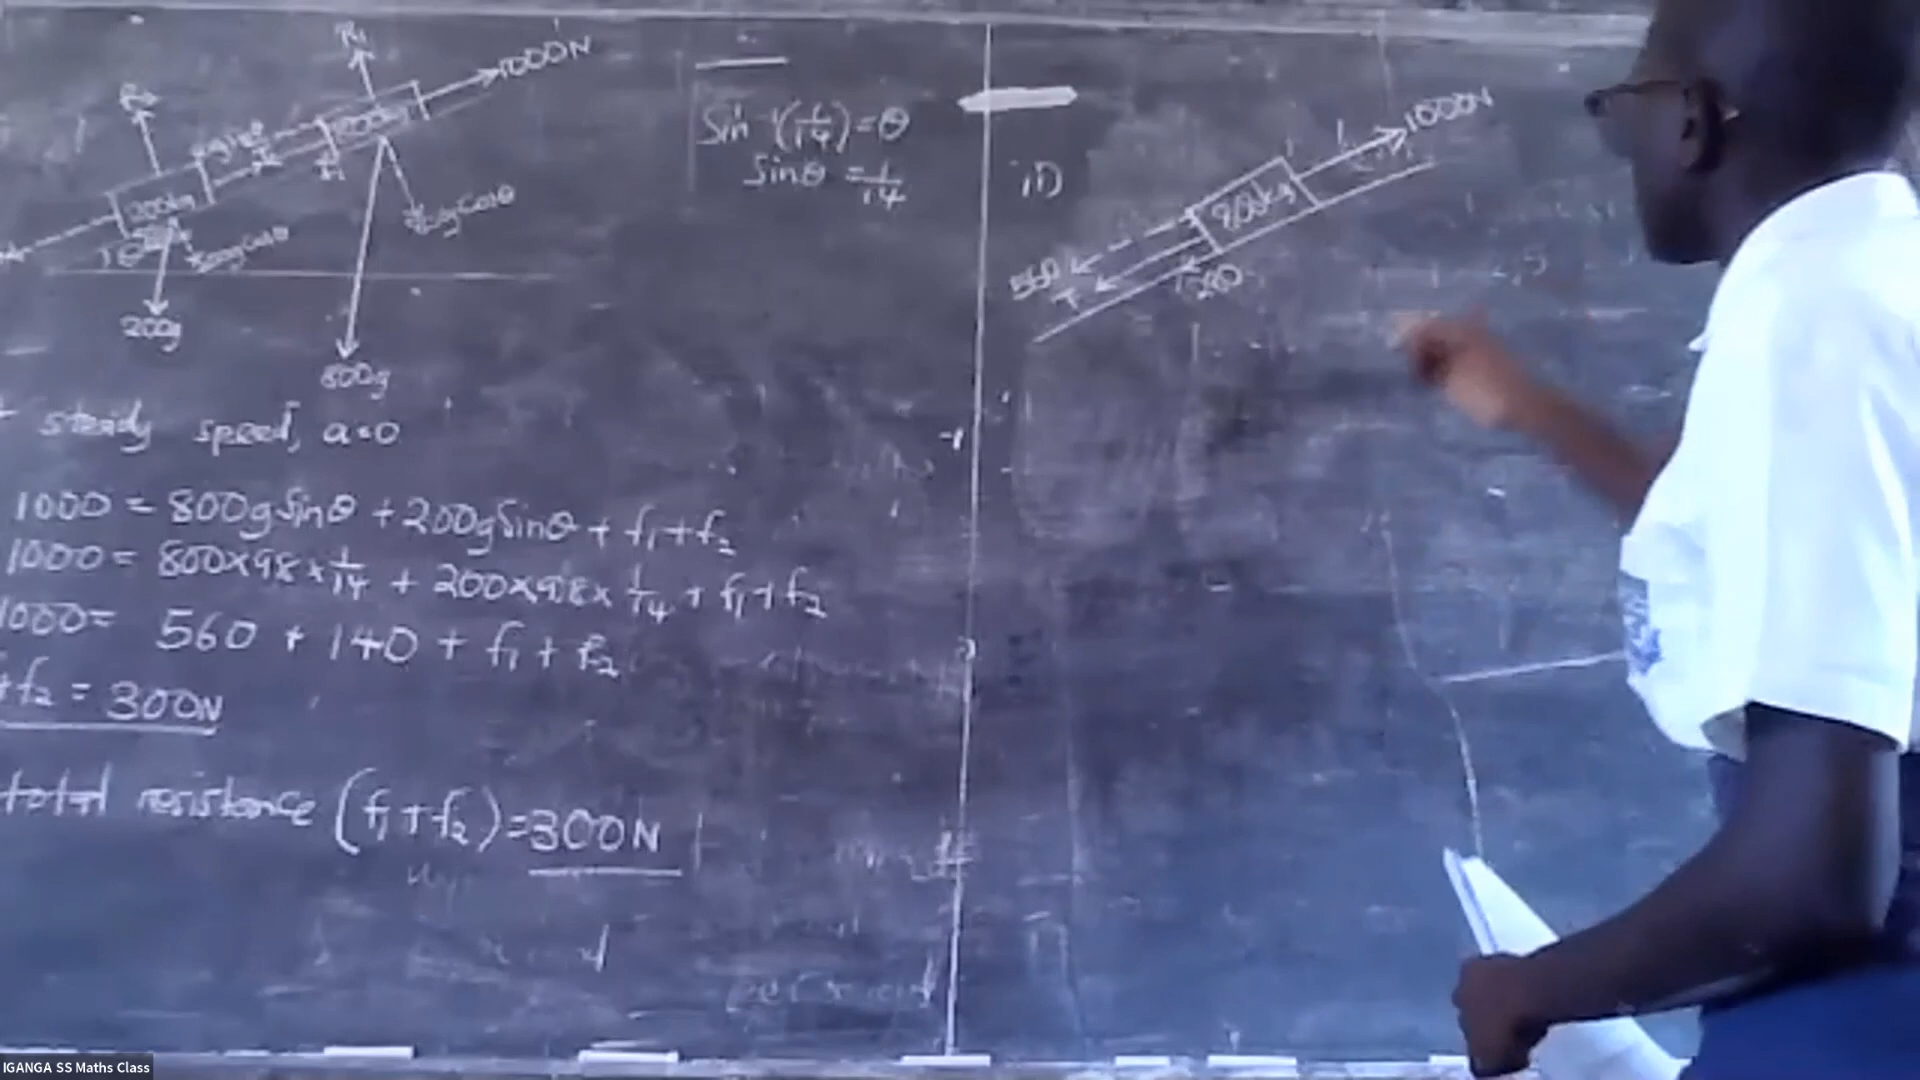 R1
1000N
R2
800kg
200kg
800gcosθ
200gcosθ
200g
800g
steady speed, a=0
1000 = 800gSinθ + 200gSinθ + f1+f2
1000 = 800×9.8×1/14 + 200×9.8×1/14 + f1+f2
1000= 560 + 140 + f1 + f2
+f2 = 300N
total resistance (f1+f2)=300N
Sin⁻¹(1/14)=θ
Sinθ = 1/14
ii)
1000N
800kg
560
T
IGANGA SS Maths Class